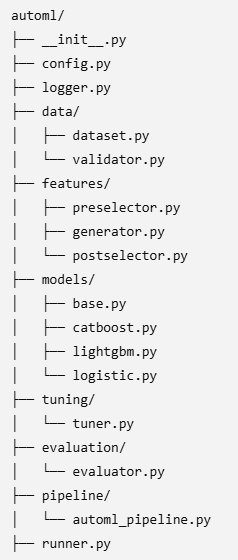 automl/
├── __init__.py
├── config.py
├── logger.py
├── data/
│   ├── dataset.py
│   └── validator.py
├── features/
│   ├── preselector.py
│   ├── generator.py
│   └── postselector.py
├── models/
│   ├── base.py
│   ├── catboost.py
│   ├── lightgbm.py
│   └── logistic.py
├── tuning/
│   └── tuner.py
├── evaluation/
│   └── evaluator.py
├── pipeline/
│   └── automl_pipeline.py
├── runner.py